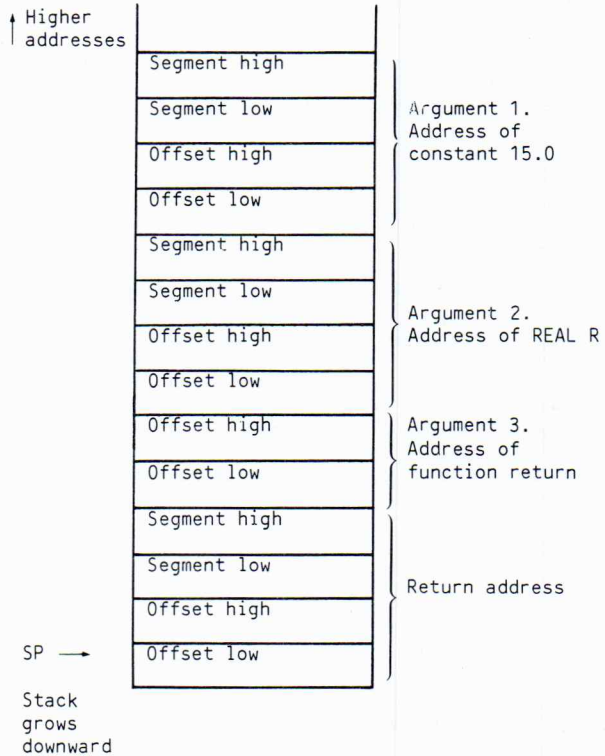 Higher
addresses
Segment high
Segment low
Offset high
Offset low
Argument 1.
Address of
constant 15.0
Segment high
Segment low
Offset high
Offset low
Argument 2.
Address of REAL R
Offset high
Offset low
Argument 3.
Address of
function return
Segment high
Segment low
Offset high
Offset low
Return address
SP
Stack
grows
downward